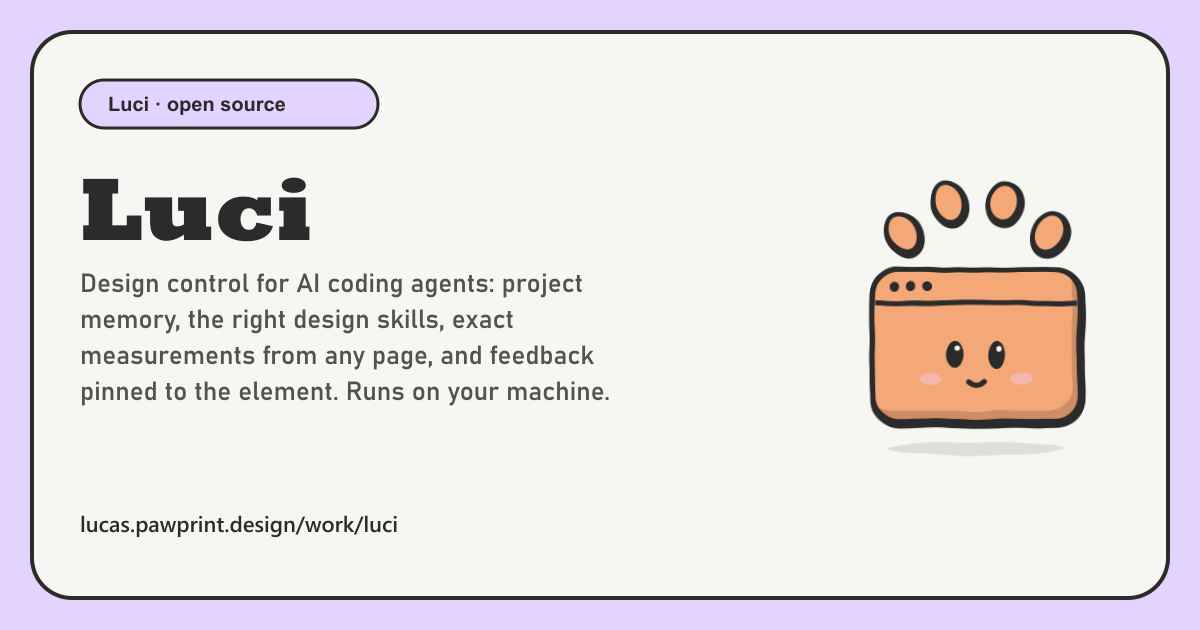 Luci · open source
Luci
Design control for AI coding agents: project
memory, the right design skills, exact
measurements from any page, and feedback
pinned to the element. Runs on your machine.
lucas.pawprint.design/work/luci